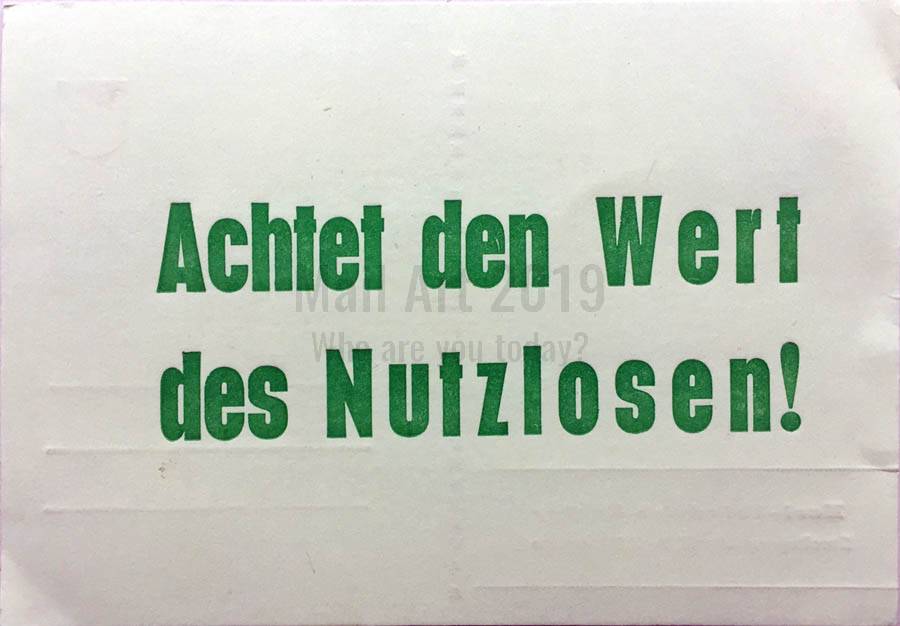 Achtet den Wert
Mail Art 2019
Who are you today?
des Nutzlosen!